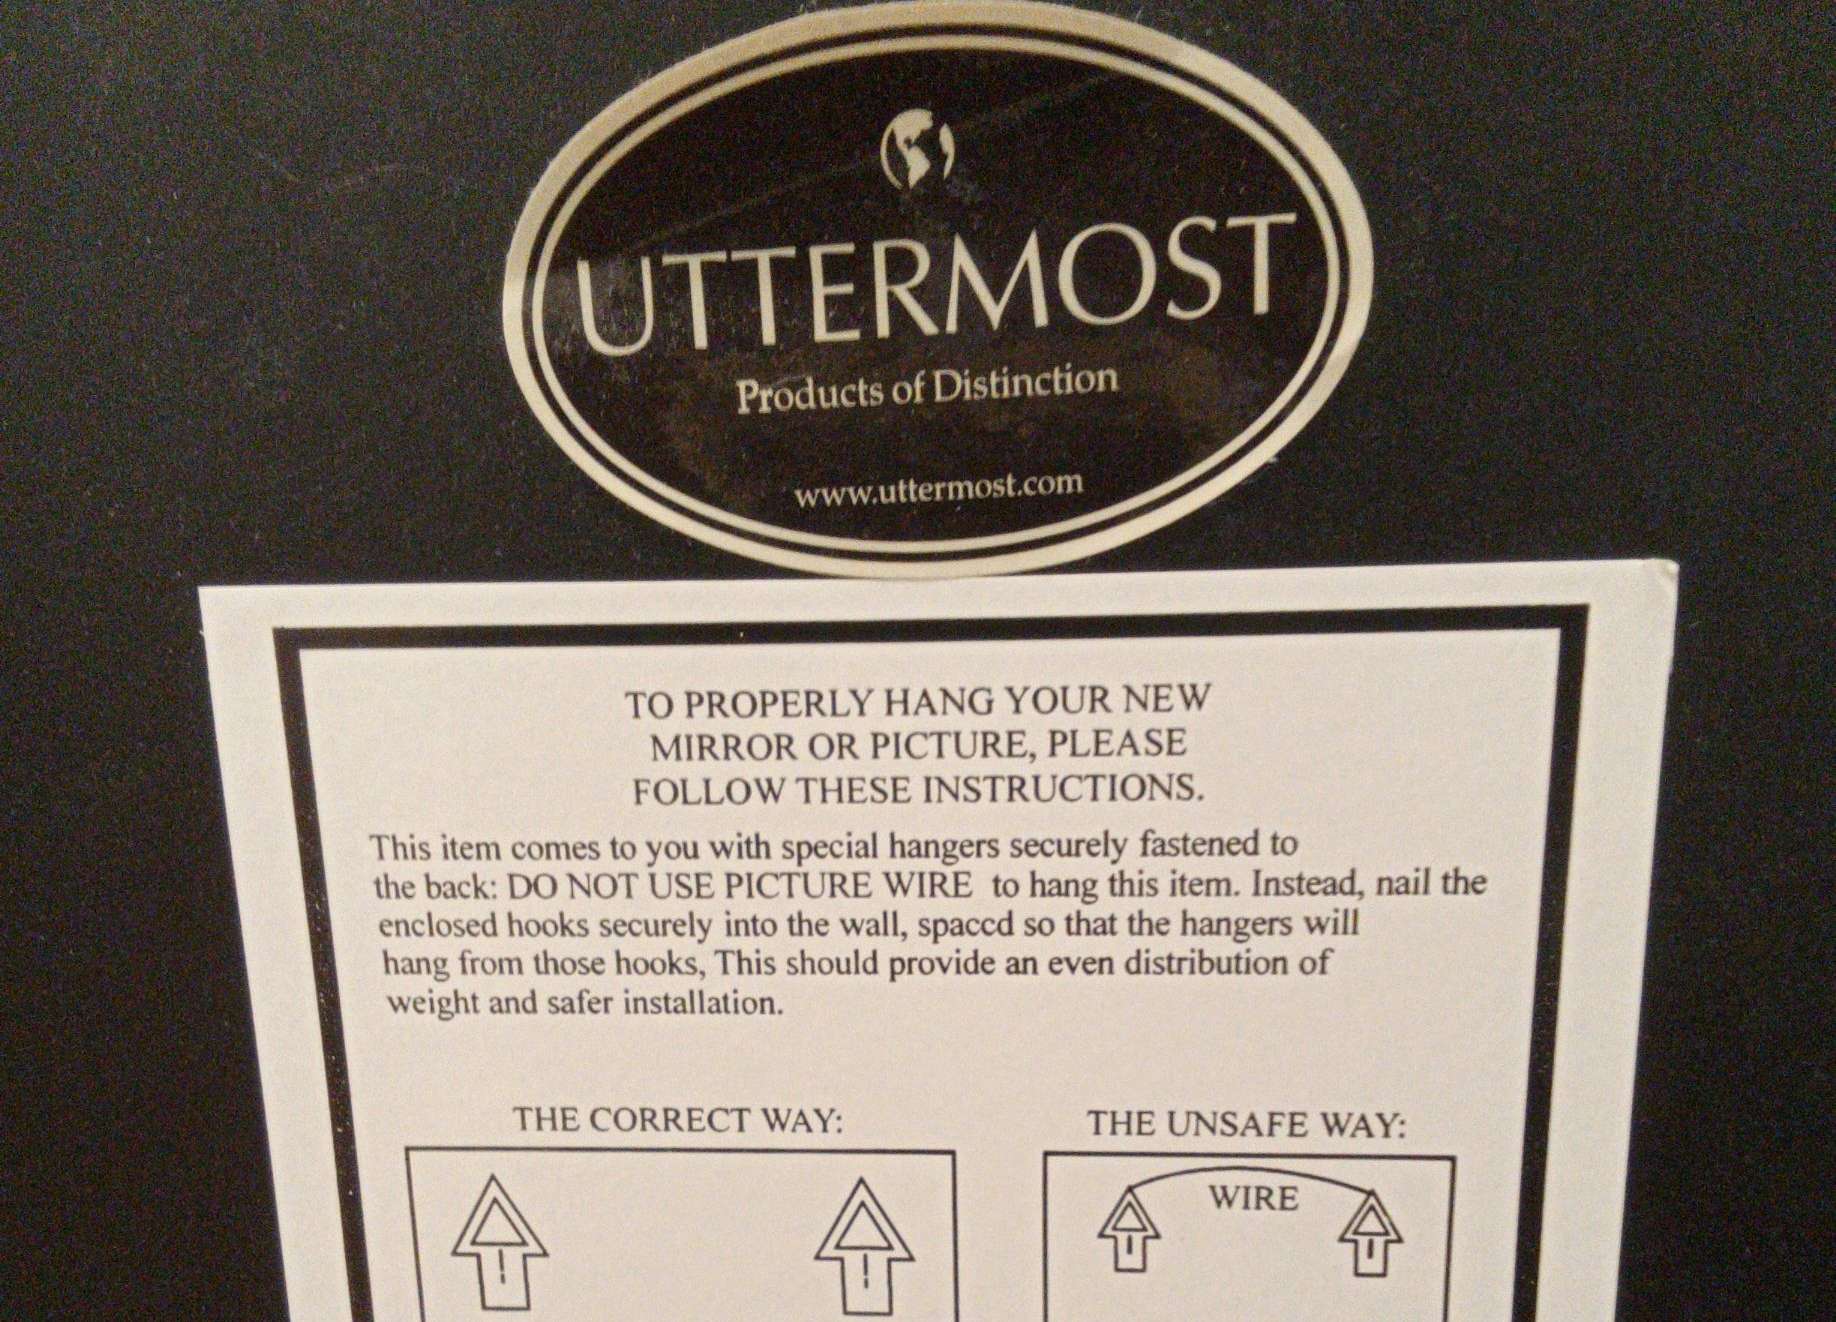 UTTERMOST
Products of Distinction
www.uttermost.com
TO PROPERLY HANG YOUR NEW
MIRROR OR PICTURE, PLEASE
FOLLOW THESE INSTRUCTIONS.
This item comes to you with special hangers securely fastened to
the back: DO NOT USE PICTURE WIRE to hang this item. Instead, nail the
enclosed hooks securely into the wall, spaccd so that the hangers will
hang from those hooks, This should provide an even distribution of
weight and safer installation.
THE CORRECT WAY:
THE UNSAFE WAY:
WIRE